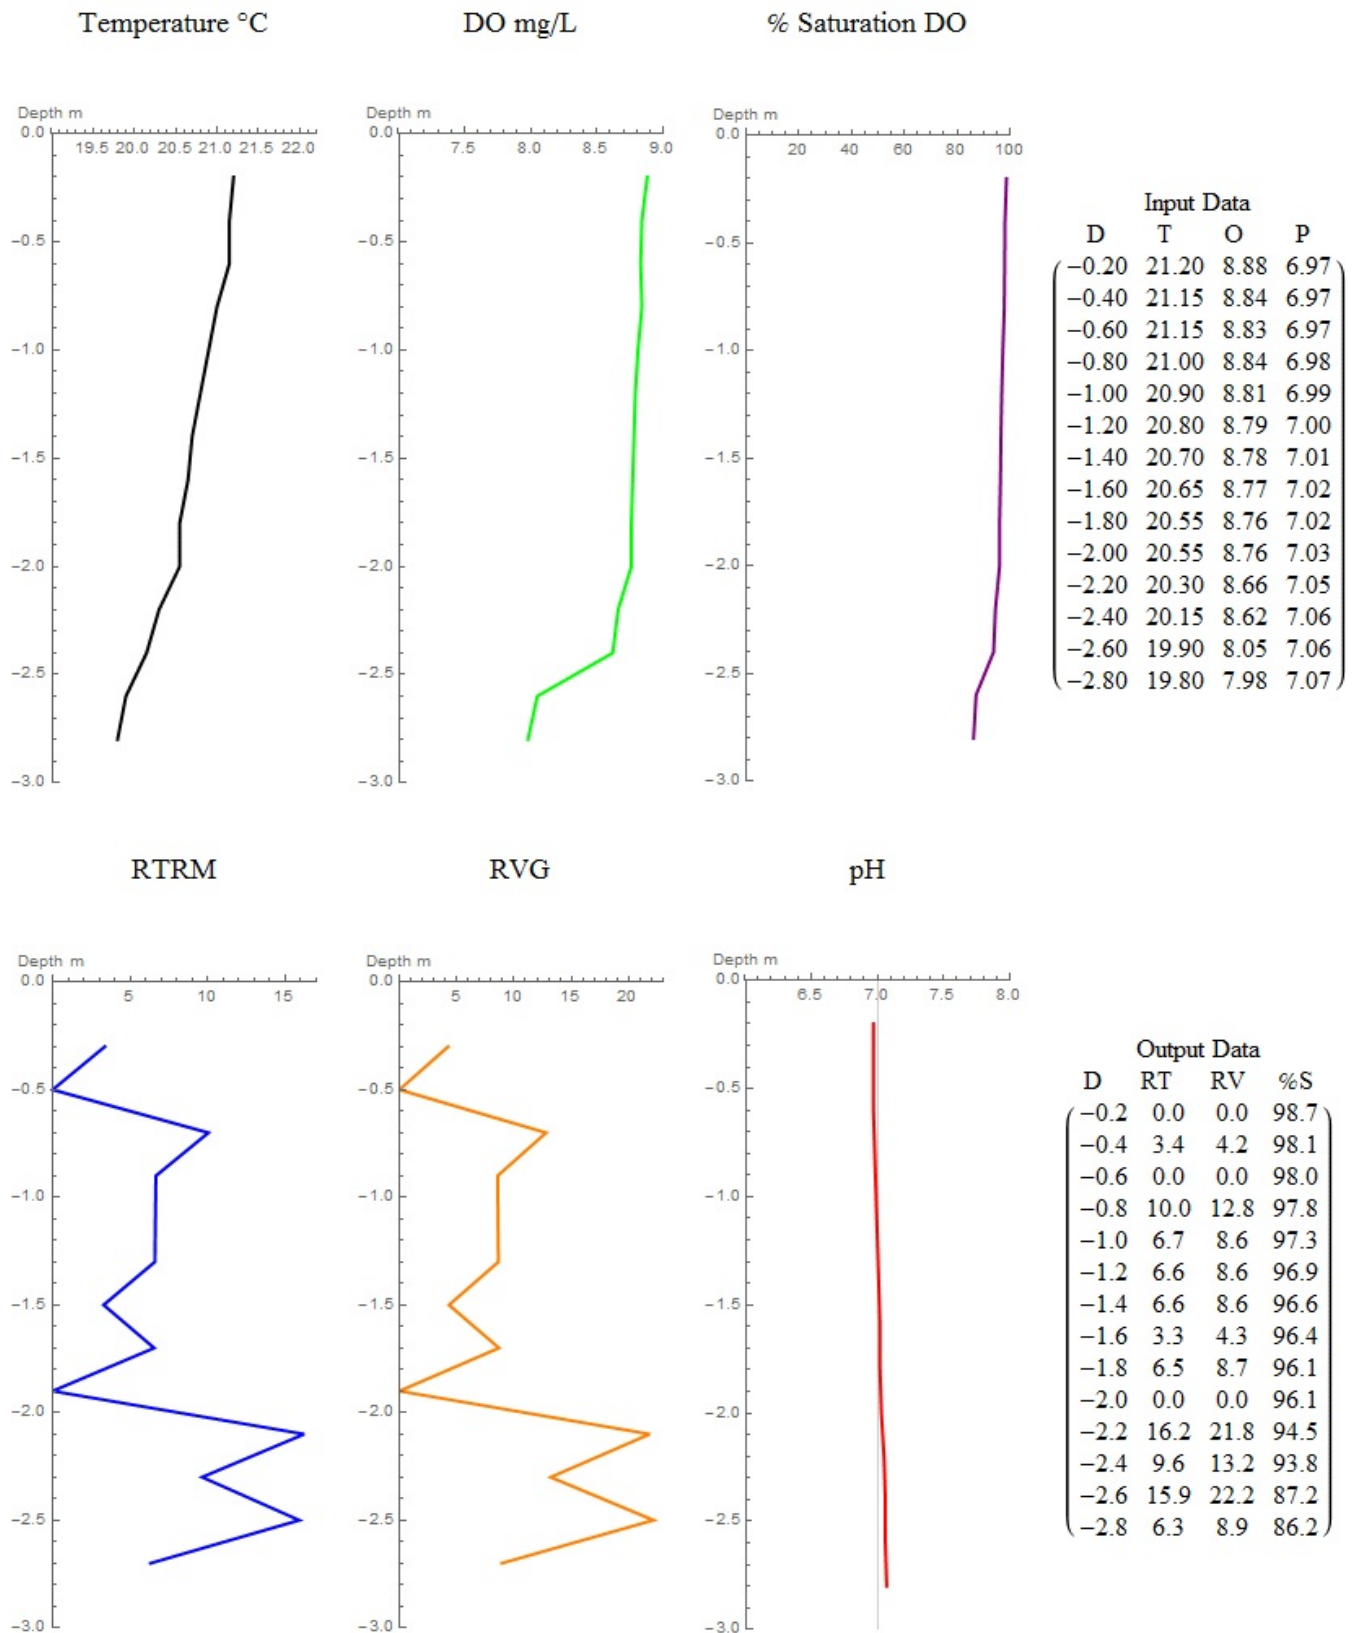 Temperature °C DO mg/L % Saturation DO
Depth m Depth m Depth m
0.0 19.5 20.0 20.5 21.0 21.5 22.0
0.0 7.5 8.0 8.5 9.0
0.0 20 40 60 80 100
−0.5 −0.5 −0.5
−1.0 −1.0 −1.0
−1.5 −1.5 −1.5
−2.0 −2.0 −2.0
−2.5 −2.5 −2.5
−3.0 −3.0 −3.0
Input Data
D T O P
−0.20 21.20 8.88 6.97
−0.40 21.15 8.84 6.97
−0.60 21.15 8.83 6.97
−0.80 21.00 8.84 6.98
−1.00 20.90 8.81 6.99
−1.20 20.80 8.79 7.00
−1.40 20.70 8.78 7.01
−1.60 20.65 8.77 7.02
−1.80 20.55 8.76 7.02
−2.00 20.55 8.76 7.03
−2.20 20.30 8.66 7.05
−2.40 20.15 8.62 7.06
−2.60 19.90 8.05 7.06
−2.80 19.80 7.98 7.07
RTRM RVG pH
Depth m Depth m Depth m
0.0 5 10 15
0.0 5 10 15 20
0.0 6.5 7.0 7.5 8.0
−0.5 −0.5 −0.5
−1.0 −1.0 −1.0
−1.5 −1.5 −1.5
−2.0 −2.0 −2.0
−2.5 −2.5 −2.5
−3.0 −3.0 −3.0
Output Data
D RT RV %S
−0.2 0.0 0.0 98.7
−0.4 3.4 4.2 98.1
−0.6 0.0 0.0 98.0
−0.8 10.0 12.8 97.8
−1.0 6.7 8.6 97.3
−1.2 6.6 8.6 96.9
−1.4 6.6 8.6 96.6
−1.6 3.3 4.3 96.4
−1.8 6.5 8.7 96.1
−2.0 0.0 0.0 96.1
−2.2 16.2 21.8 94.5
−2.4 9.6 13.2 93.8
−2.6 15.9 22.2 87.2
−2.8 6.3 8.9 86.2